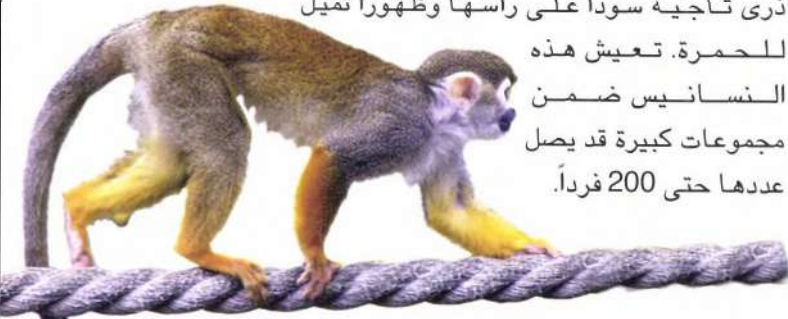 ذرى تاجية سوداً على رأسها وظهوراً تميل
للحمرة. تعيش هذه
النسانيس ضمن
مجموعات كبيرة قد يصل
عددها حتى 200 فرداً.